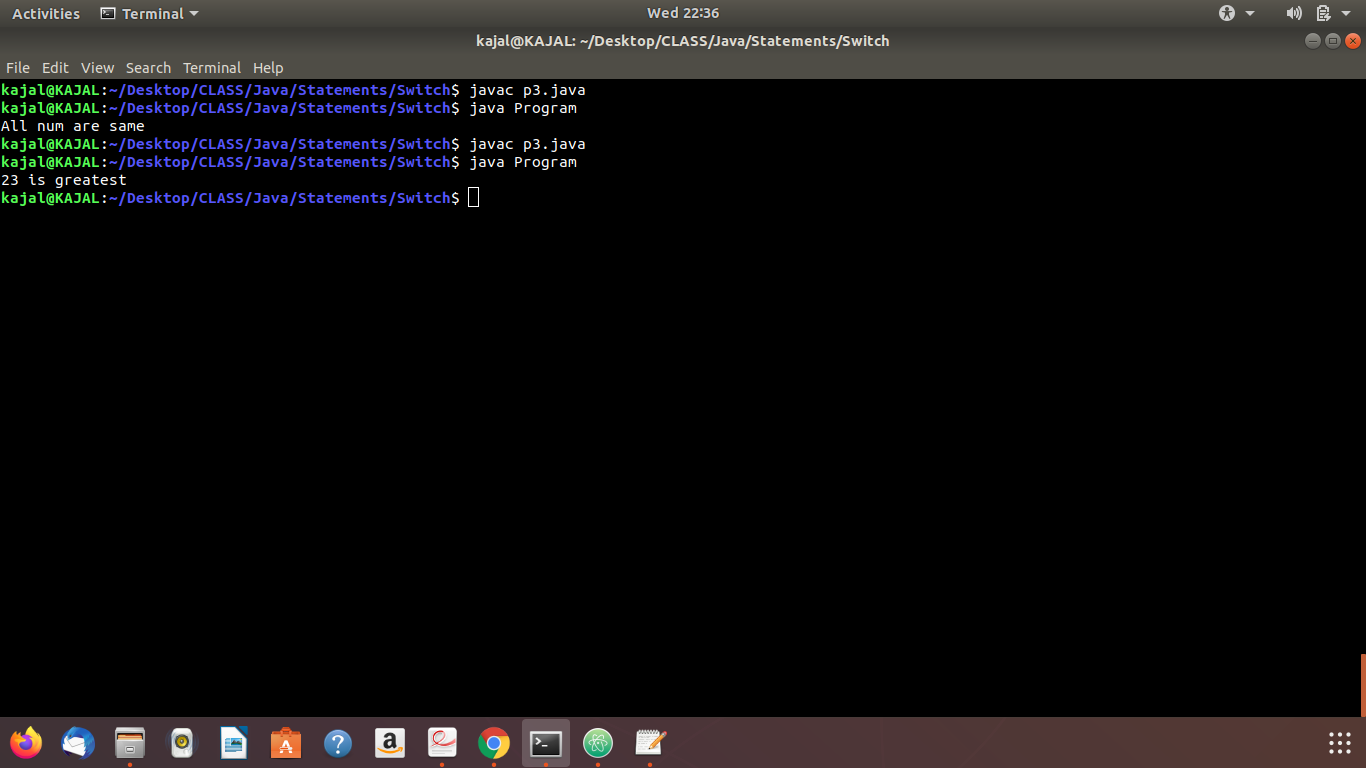 Activities Terminal Wed 22:36
kajal@KAJAL: ~/Desktop/CLASS/Java/Statements/Switch
File Edit View Search Terminal Help
kajal@KAJAL:~/Desktop/CLASS/Java/Statements/Switch$ javac p3.java
kajal@KAJAL:~/Desktop/CLASS/Java/Statements/Switch$ java Program
All num are same
kajal@KAJAL:~/Desktop/CLASS/Java/Statements/Switch$ javac p3.java
kajal@KAJAL:~/Desktop/CLASS/Java/Statements/Switch$ java Program
23 is greatest
kajal@KAJAL:~/Desktop/CLASS/Java/Statements/Switch$